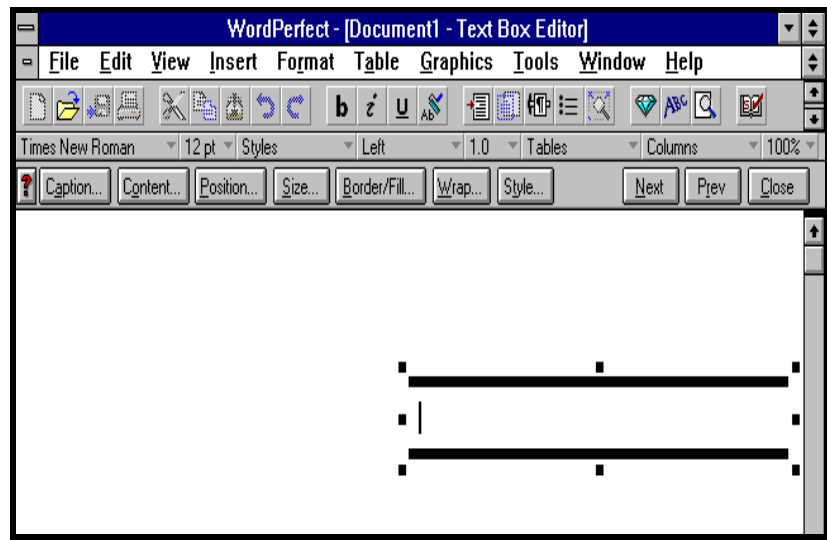 WordPerfect - [Document1 - Text Box Editor]
File Edit View Insert Format Table Graphics Tools Window Help
b i U Ab ABC
Times New Roman 12 pt Styles Left 1.0 Tables Columns 100%
? Caption... Content... Position... Size... Border/Fill... Wrap... Style... Next Prev Close